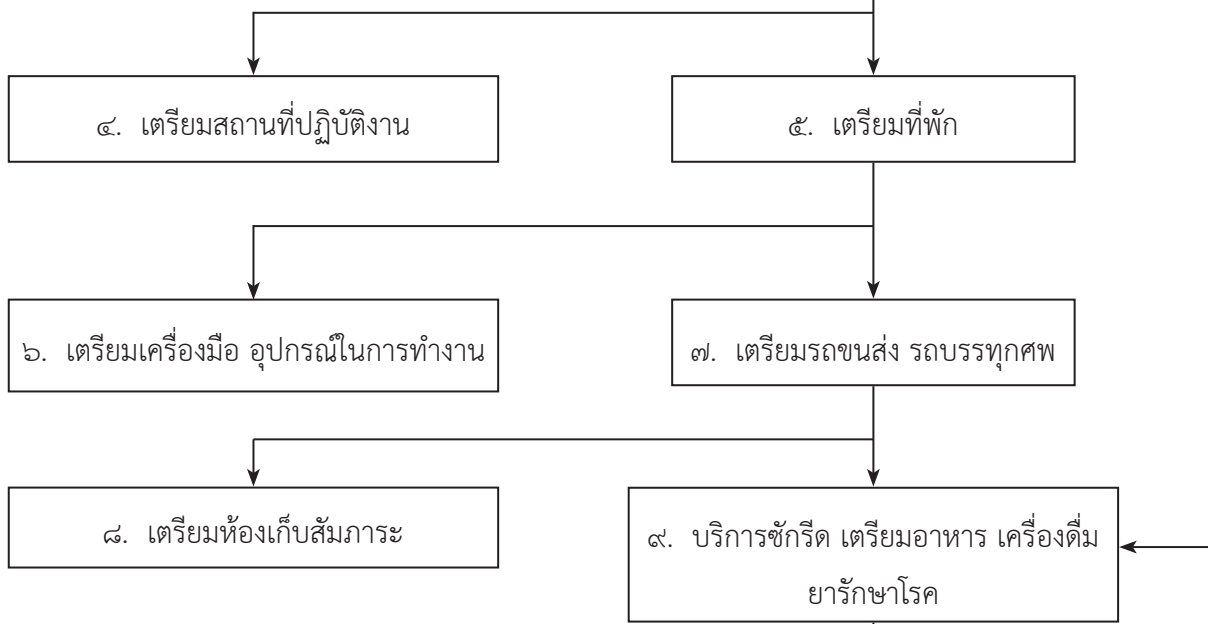 ๔. เตรียมสถานที่ปฏิบัติงาน
๕. เตรียมที่พัก
๖. เตรียมเครื่องมือ อุปกรณ์ในการทำงาน
๗. เตรียมรถขนส่ง รถบรรทุกศพ
๘. เตรียมห้องเก็บสัมภาระ
๙. บริการซักรีด เตรียมอาหาร เครื่องดื่ม
ยารักษาโรค